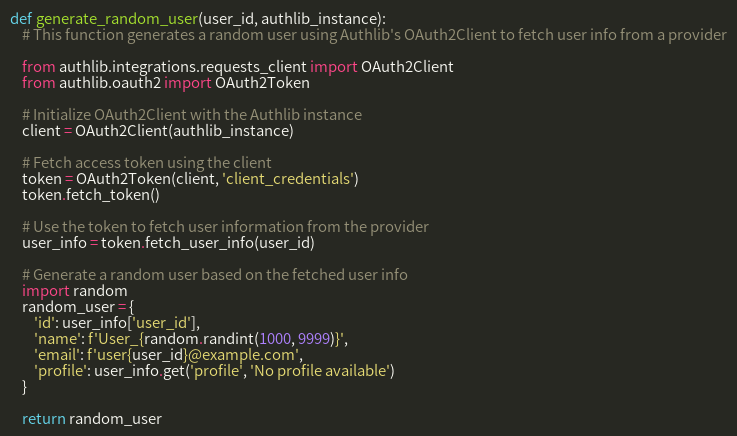 def generate_random_user(user_id, authlib_instance):
    # This function generates a random user using Authlib's OAuth2Client to fetch user info from a provider

    from authlib.integrations.requests_client import OAuth2Client
    from authlib.oauth2 import OAuth2Token

    # Initialize OAuth2Client with the Authlib instance
    client = OAuth2Client(authlib_instance)

    # Fetch access token using the client
    token = OAuth2Token(client, 'client_credentials')
    token.fetch_token()

    # Use the token to fetch user information from the provider
    user_info = token.fetch_user_info(user_id)

    # Generate a random user based on the fetched user info
    import random
    random_user = {
        'id': user_info['user_id'],
        'name': f'User_{random.randint(1000, 9999)}',
        'email': f'user{user_id}@example.com',
        'profile': user_info.get('profile', 'No profile available')
    }

    return random_user